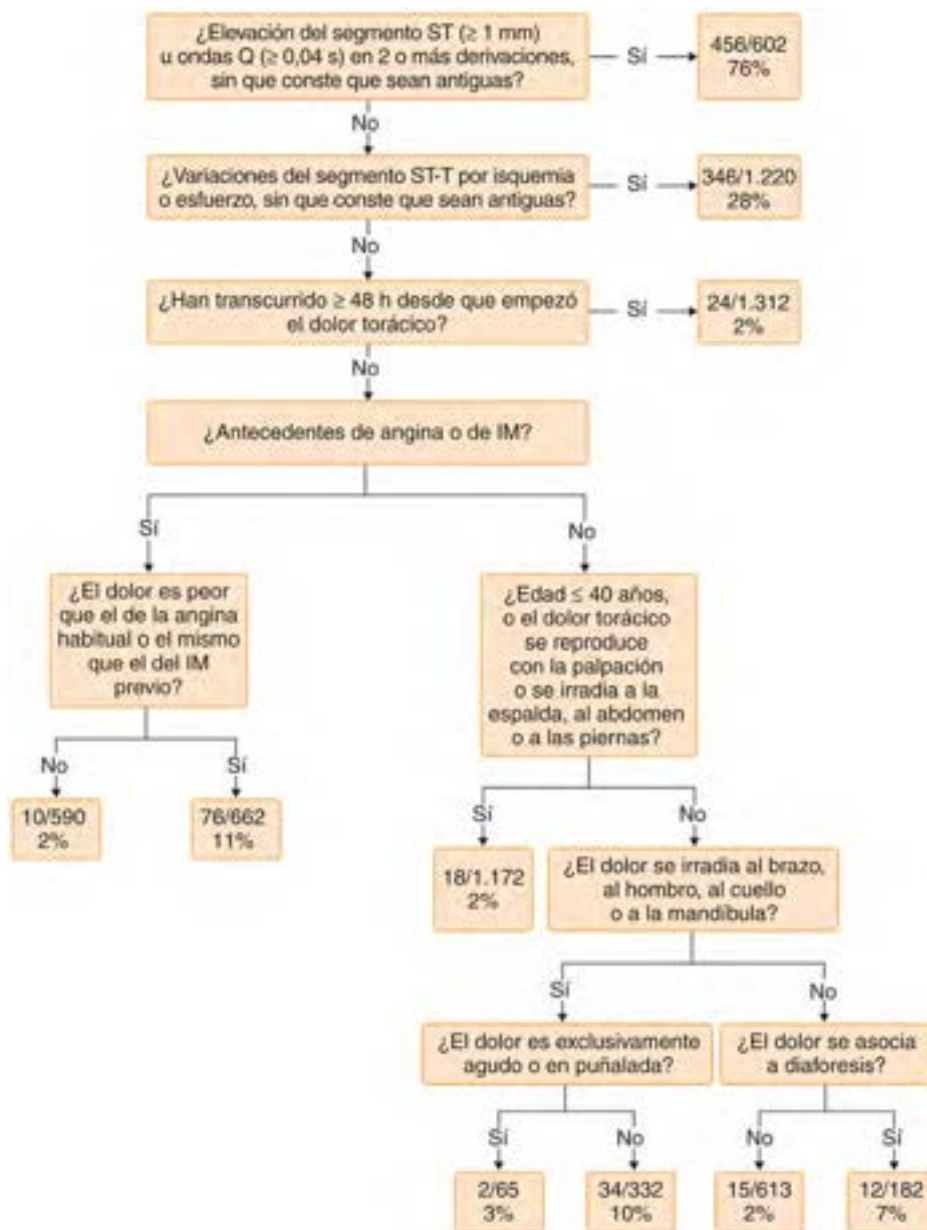 ¿Elevación del segmento ST (≥ 1 mm)
u ondas Q (≥ 0,04 s) en 2 o más derivaciones,
sin que conste que sean antiguas?
Sí
456/602
76%
No
¿Variaciones del segmento ST-T por isquemia
o esfuerzo, sin que conste que sean antiguas?
Sí
346/1.220
28%
No
¿Han transcurrido ≥ 48 h desde que empezó
el dolor torácico?
Sí
24/1.312
2%
No
¿Antecedentes de angina o de IM?
Sí
No
¿El dolor es peor
que el de la angina
habitual o el mismo
que el del IM
previo?
No
Sí
10/590
2%
76/662
11%
¿Edad ≤ 40 años,
o el dolor torácico
se reproduce
con la palpación
o se irradia a la
espalda, al abdomen
o a las piernas?
Sí
No
18/1.172
2%
¿El dolor se irradia al brazo,
al hombro, al cuello
o a la mandíbula?
Sí
No
¿El dolor es exclusivamente
agudo o en puñalada?
¿El dolor se asocia
a diaforesis?
Sí
No
No
Sí
2/65
3%
34/332
10%
15/613
2%
12/182
7%